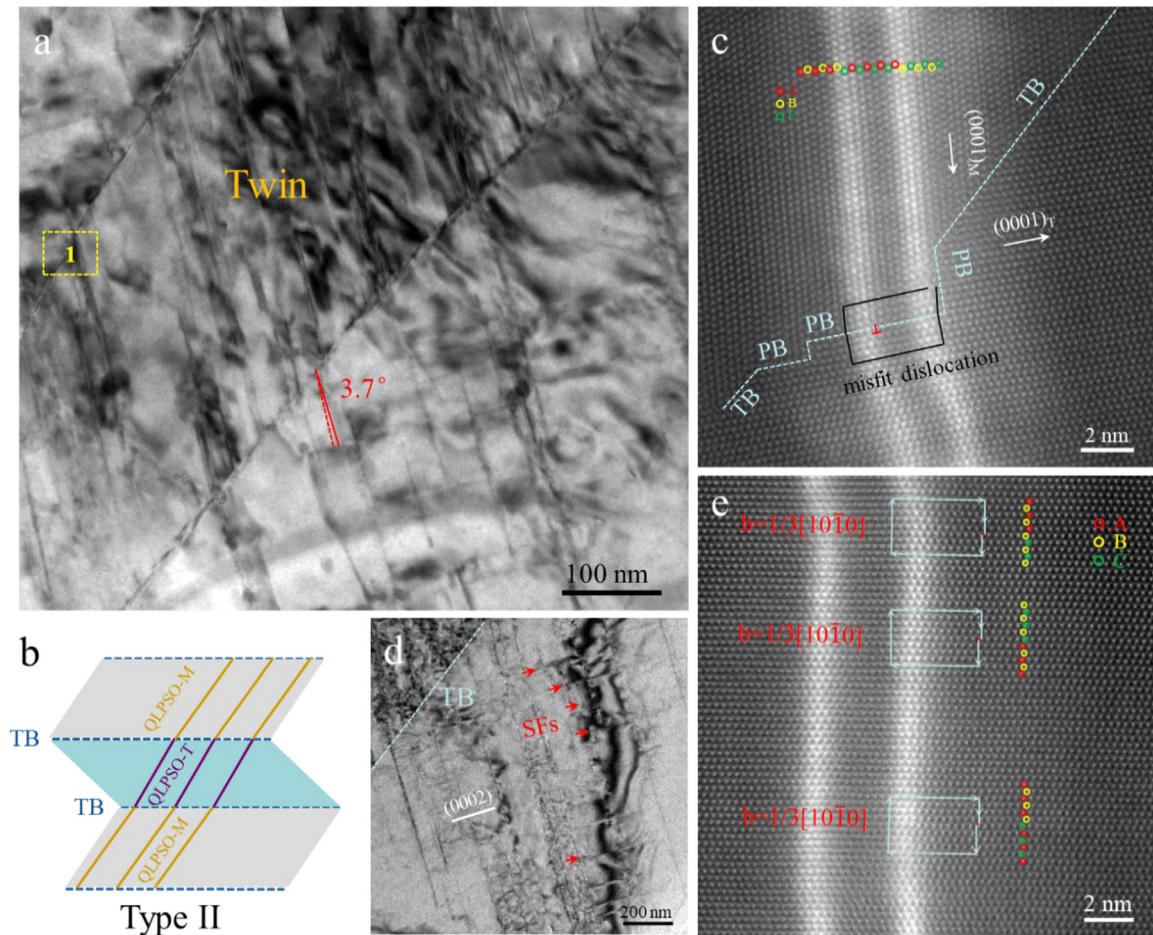 a
Twin
1
3.7°
100 nm
b
QLPSO-M
TB
QLPSO-T
TB
QLPSO-M
Type II
c
A
B
C
TB
(0001)M
(0001)T
PB
PB
PB
TB
misfit dislocation
2 nm
d
TB
SFs
(0002)
200 nm
e
b=1/3[101̄0]
A
B
C
b=1/3[101̄0]
b=1/3[101̄0]
2 nm